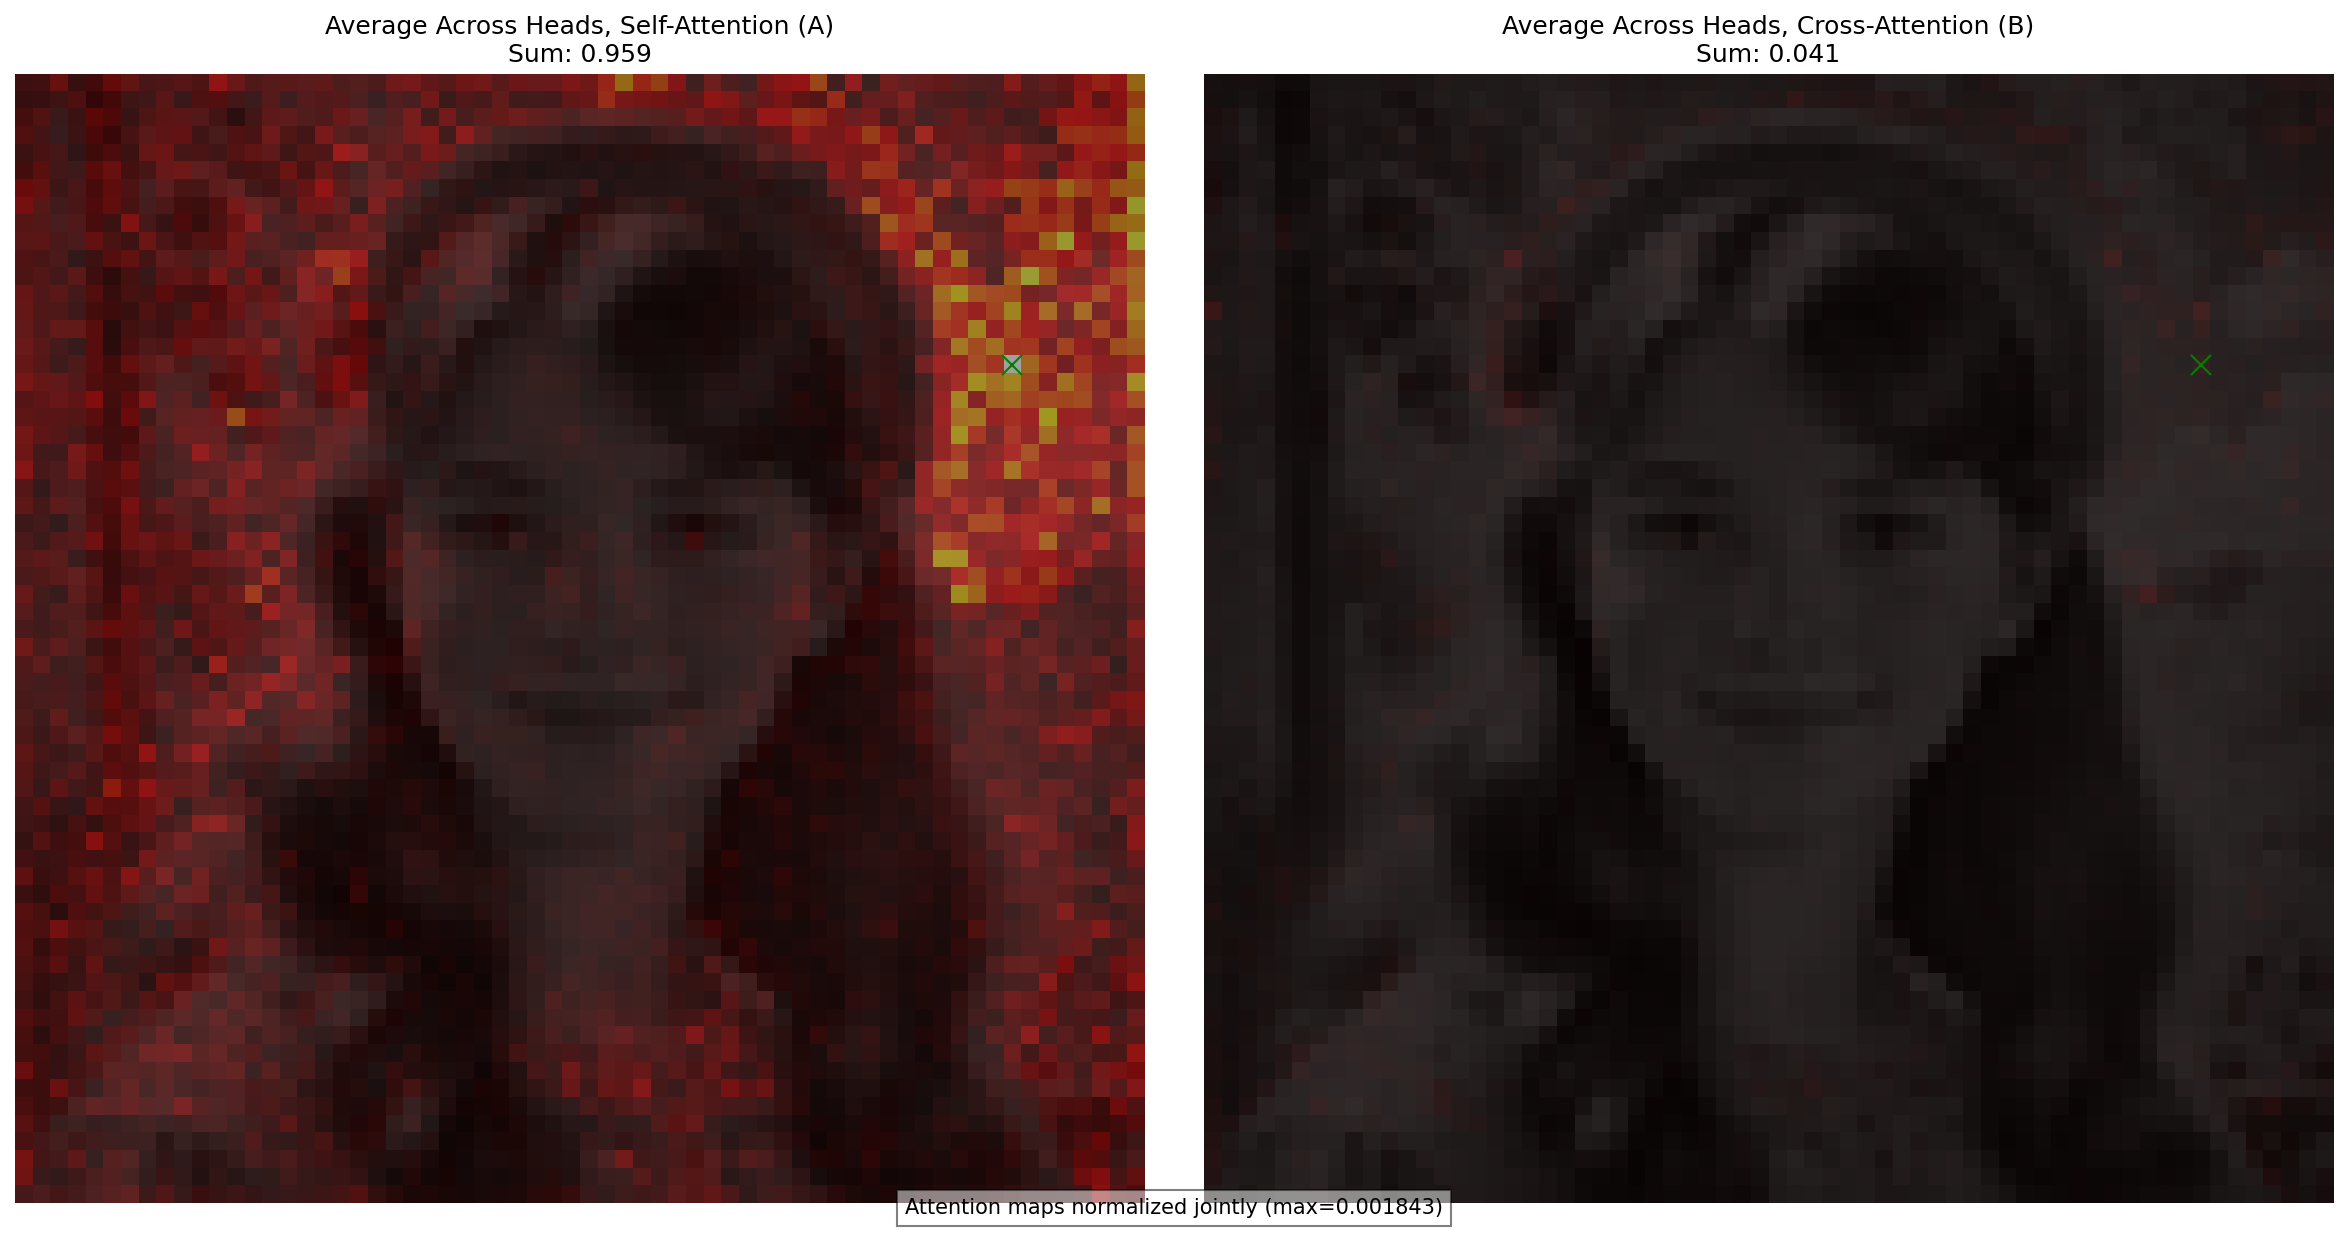 Average Across Heads, Self-Attention (A)
Sum: 0.959
Average Across Heads, Cross-Attention (B)
Sum: 0.041
Attention maps normalized jointly (max=0.001843)